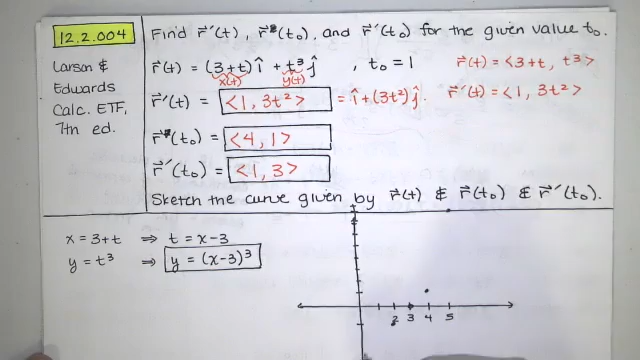 12.2.004
Larson &
Edwards
Calc. ETF,
7th ed.
Find r⃗′(t), r⃗(t₀), and r⃗′(t₀) for the given value t₀.
r⃗(t) = (3+t)î + t³ĵ , t₀ = 1
x(t) y(t)
r⃗(t) = <3+t, t³>
r⃗′(t) = <1, 3t²> = î + (3t²)ĵ.
r⃗′(t) = <1, 3t²>
r⃗(t₀) = <4, 1>
r⃗′(t₀) = <1, 3>
Sketch the curve given by r⃗(t) & r⃗(t₀) & r⃗′(t₀).
x = 3+t ⟹ t = x-3
y = t³ ⟹ y = (x-3)³
2 3 4 5